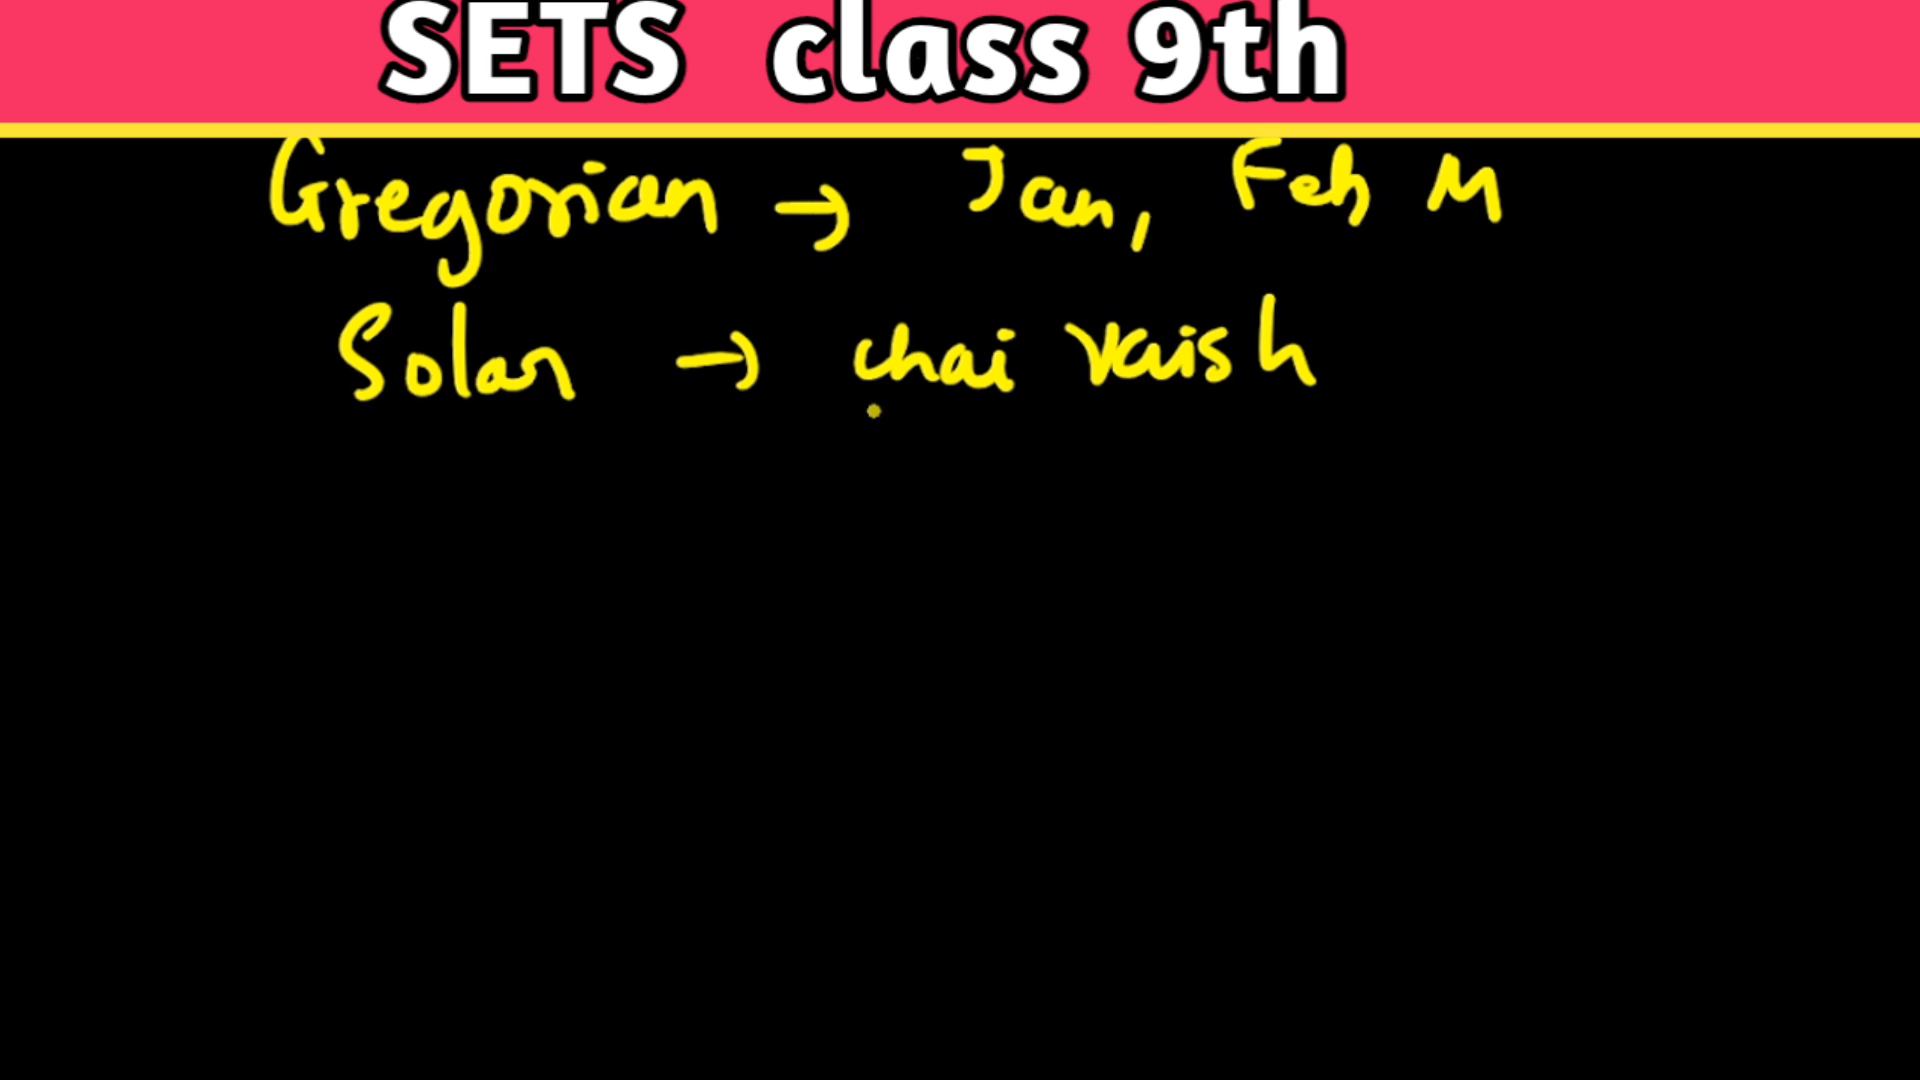 SETS class 9th
Gregorian → Jan, Feb M
Solar → chai Vaish